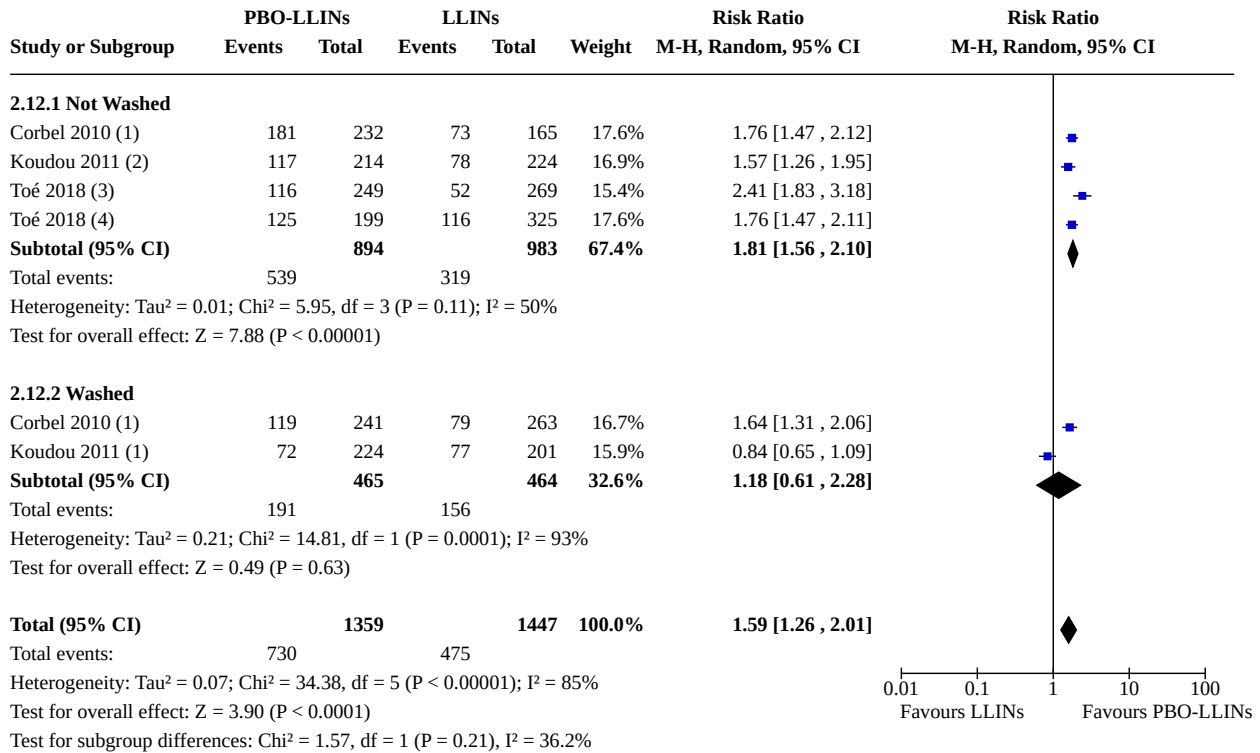 PBO-LLINs LLINs Risk Ratio Risk Ratio
Study or Subgroup Events Total Events Total Weight M-H, Random, 95% CI M-H, Random, 95% CI
2.12.1 Not Washed
Corbel 2010 (1) 181 232 73 165 17.6% 1.76 [1.47 , 2.12]
Koudou 2011 (2) 117 214 78 224 16.9% 1.57 [1.26 , 1.95]
Toé 2018 (3) 116 249 52 269 15.4% 2.41 [1.83 , 3.18]
Toé 2018 (4) 125 199 116 325 17.6% 1.76 [1.47 , 2.11]
Subtotal (95% CI) 894 983 67.4% 1.81 [1.56 , 2.10]
Total events: 539 319
Heterogeneity: Tau² = 0.01; Chi² = 5.95, df = 3 (P = 0.11); I² = 50%
Test for overall effect: Z = 7.88 (P < 0.00001)
2.12.2 Washed
Corbel 2010 (1) 119 241 79 263 16.7% 1.64 [1.31 , 2.06]
Koudou 2011 (1) 72 224 77 201 15.9% 0.84 [0.65 , 1.09]
Subtotal (95% CI) 465 464 32.6% 1.18 [0.61 , 2.28]
Total events: 191 156
Heterogeneity: Tau² = 0.21; Chi² = 14.81, df = 1 (P = 0.0001); I² = 93%
Test for overall effect: Z = 0.49 (P = 0.63)
Total (95% CI) 1359 1447 100.0% 1.59 [1.26 , 2.01]
Total events: 730 475
Heterogeneity: Tau² = 0.07; Chi² = 34.38, df = 5 (P < 0.00001); I² = 85%
0.01 0.1 1 10 100
Test for overall effect: Z = 3.90 (P < 0.0001)
Favours LLINs Favours PBO-LLINs
Test for subgroup differences: Chi² = 1.57, df = 1 (P = 0.21), I² = 36.2%